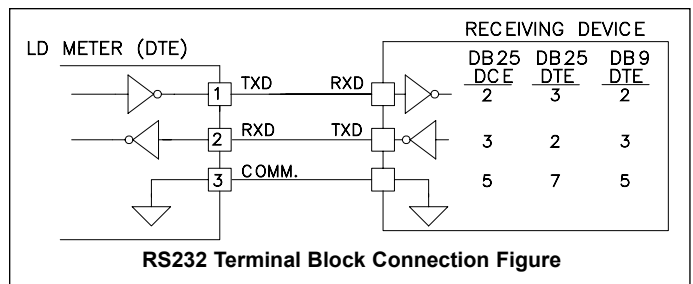 RECEIVING DEVICE
LD METER (DTE)
DB25 DB25 DB9
DCE DTE DTE
1 TXD RXD 2 3 2
2 RXD TXD 3 2 3
3 COMM. 5 7 5
RS232 Terminal Block Connection Figure